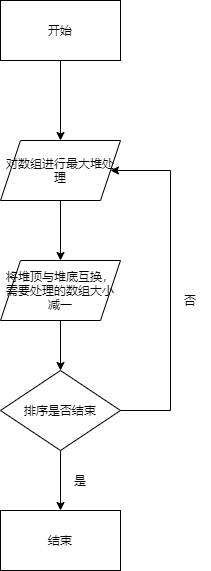 开始
对数组进行最大堆处
理
将堆顶与堆底互换，
需要处理的数组大小
减一
否
排序是否结束
是
结束